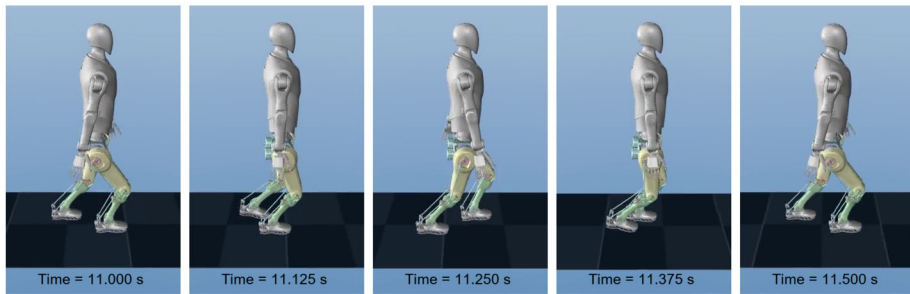 Time = 11.000 s
Time = 11.125 s
Time = 11.250 s
Time = 11.375 s
Time = 11.500 s